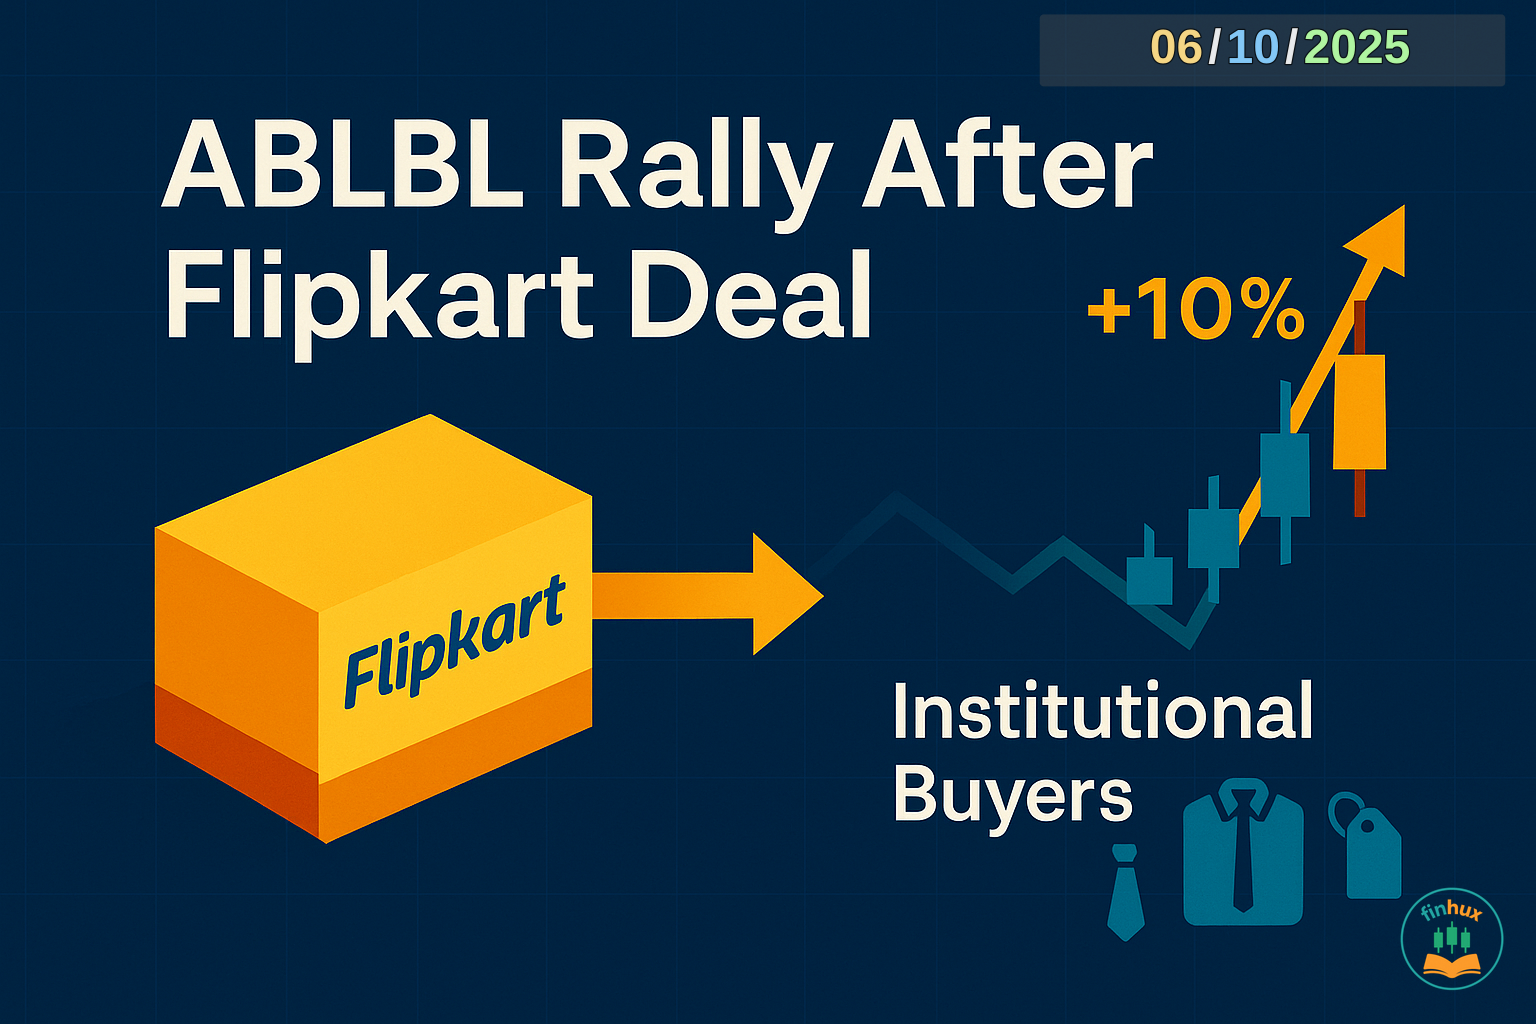 06/10/2025
ABLBL Rally After
Flipkart Deal
+10%
Flipkart
Institutional
Buyers
finhux